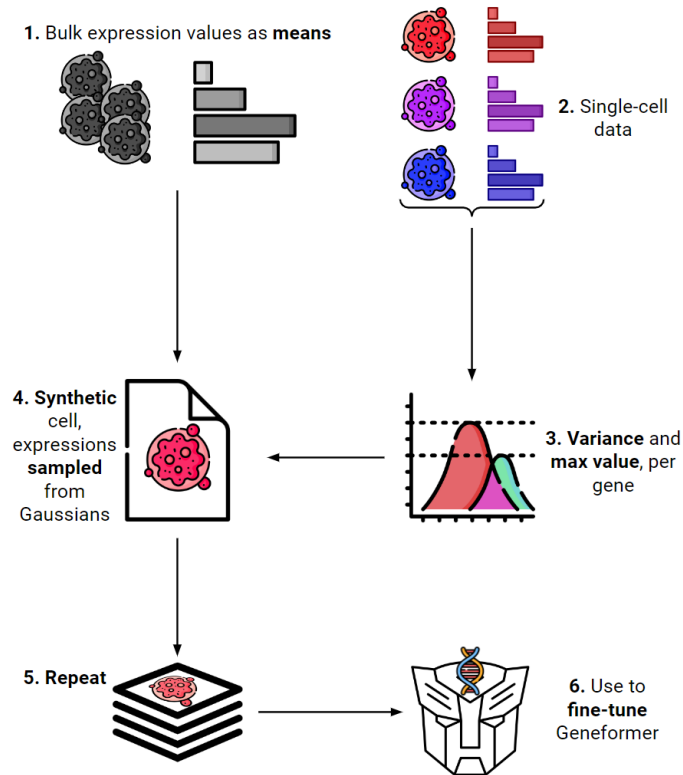 1. Bulk expression values as means
2. Single-cell
data
3. Variance and
max value, per
gene
4. Synthetic
cell,
expressions
sampled
from
Gaussians
5. Repeat
6. Use to
fine-tune
Geneformer